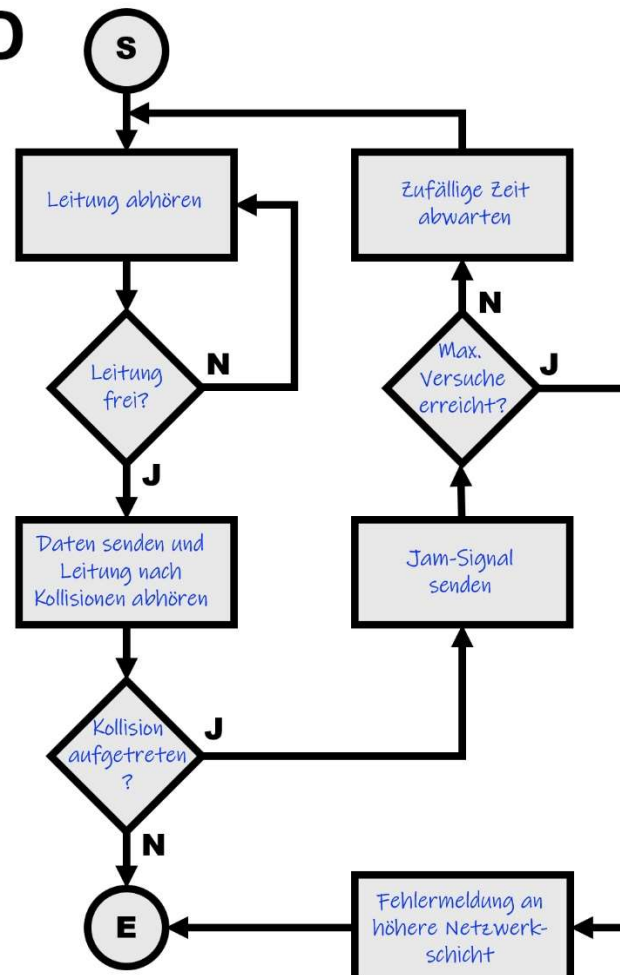 D
S
Leitung abhören
Leitung
frei?
N
J
Daten senden und
Leitung nach
Kollisionen abhören
Kollision
aufgetreten
?
J
N
E
Zufällige Zeit
abwarten
N
Max.
Versuche
erreicht?
J
Jam-Signal
senden
Fehlermeldung an
höhere Netzwerk-
schicht